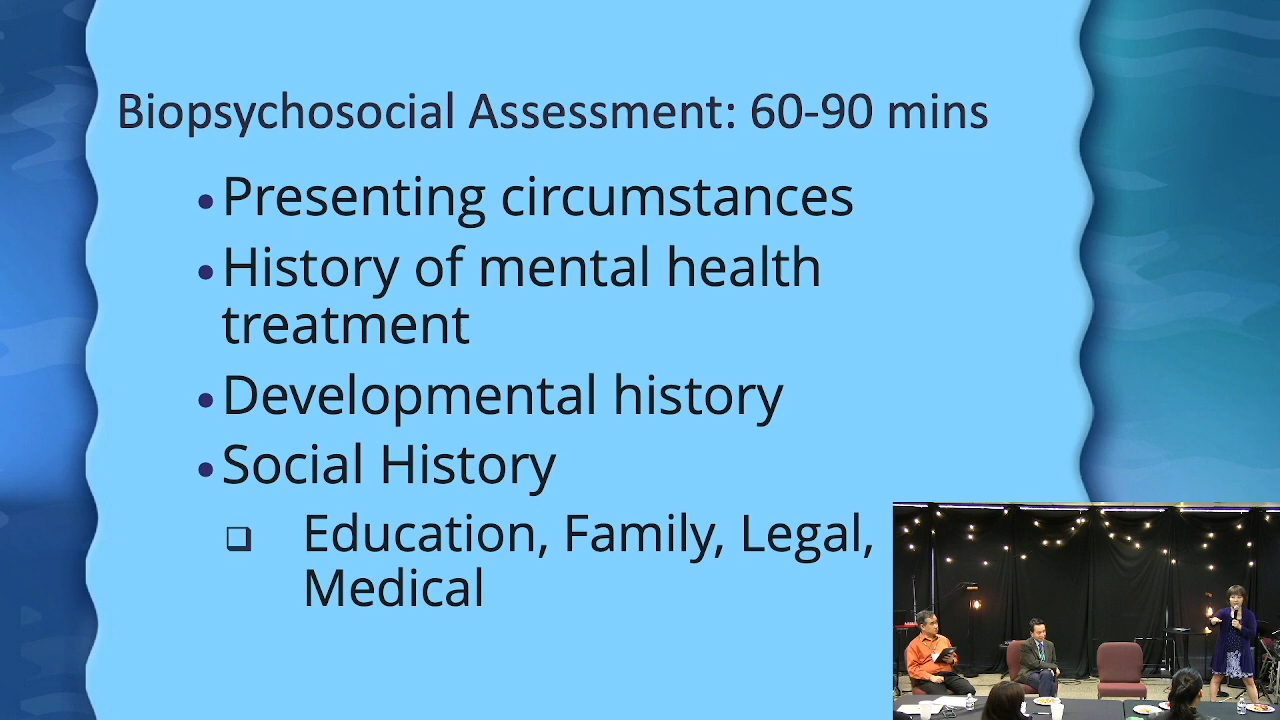 Biopsychosocial Assessment: 60-90 mins
•Presenting circumstances
•History of mental health
treatment
•Developmental history
•Social History
❑ Education, Family, Legal,
Medical